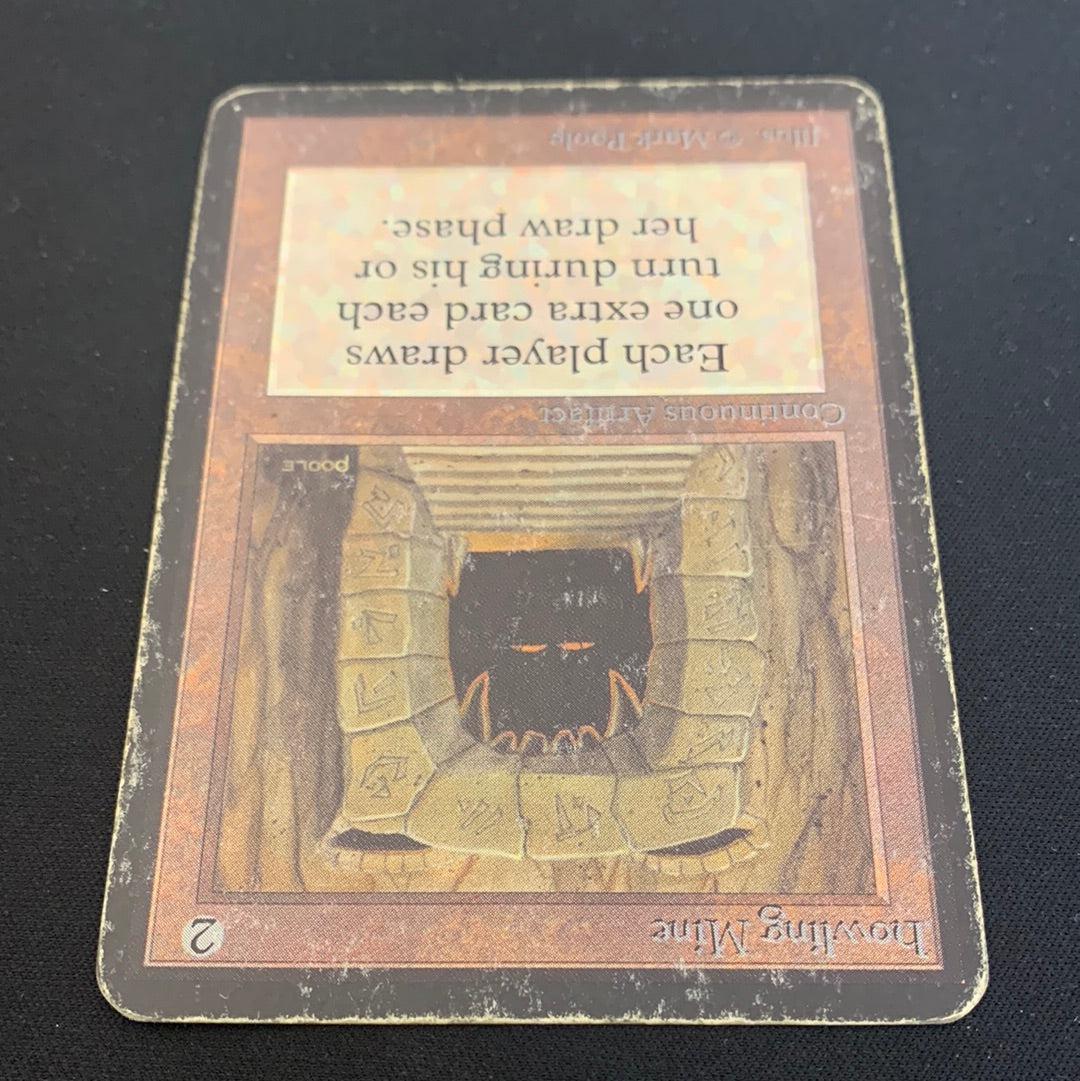 Howling Mine
2
POOLE
Continuous Artifact
Each player draws
one extra card each
turn during his or
her draw phase.
Illus. © Mark Poole